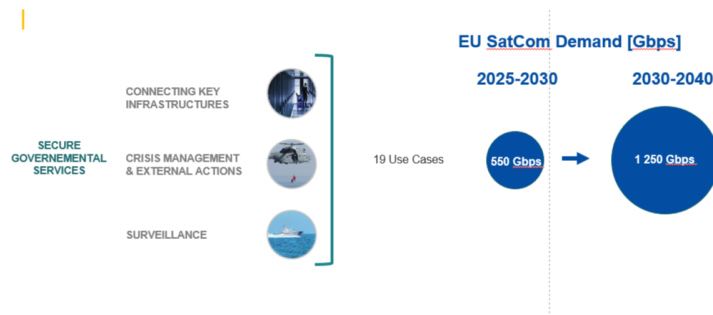 EU SatCom Demand [Gbps]
2025-2030
2030-2040
CONNECTING KEY
INFRASTRUCTURES
SECURE
GOVERNEMENTAL
SERVICES
CRISIS MANAGEMENT
& EXTERNAL ACTIONS
19 Use Cases
550 Gbps
1 250 Gbps
SURVEILLANCE